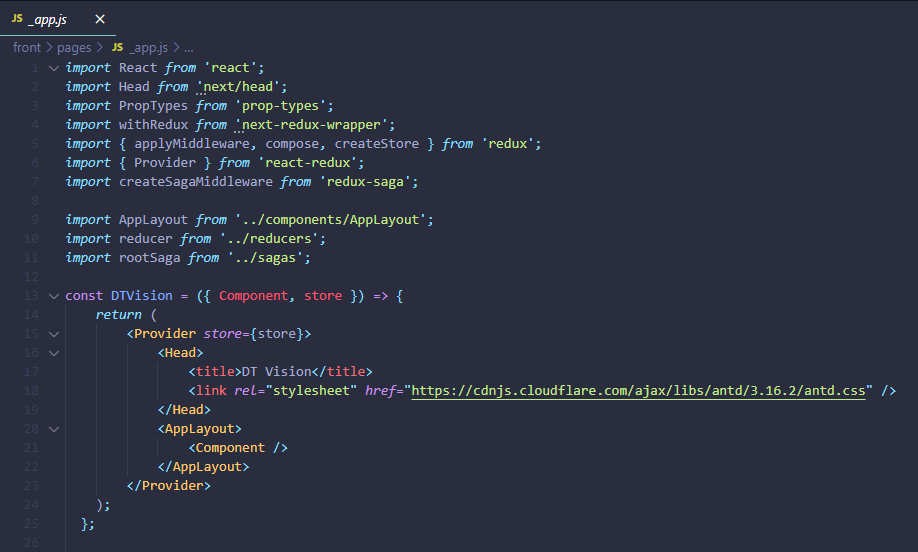 JS _app.js ×
front > pages > JS _app.js > ...
1 import React from 'react';
2 import Head from 'next/head';
3 import PropTypes from 'prop-types';
4 import withRedux from 'next-redux-wrapper';
5 import { applyMiddleware, compose, createStore } from 'redux';
6 import { Provider } from 'react-redux';
7 import createSagaMiddleware from 'redux-saga';
8
9 import AppLayout from '../components/AppLayout';
10 import reducer from '../reducers';
11 import rootSaga from '../sagas';
12
13 const DTVision = ({ Component, store }) => {
14 return (
15 <Provider store={store}>
16 <Head>
17 <title>DT Vision</title>
18 <link rel="stylesheet" href="https://cdnjs.cloudflare.com/ajax/libs/antd/3.16.2/antd.css" />
19 </Head>
20 <AppLayout>
21 <Component />
22 </AppLayout>
23 </Provider>
24 );
25 };
26